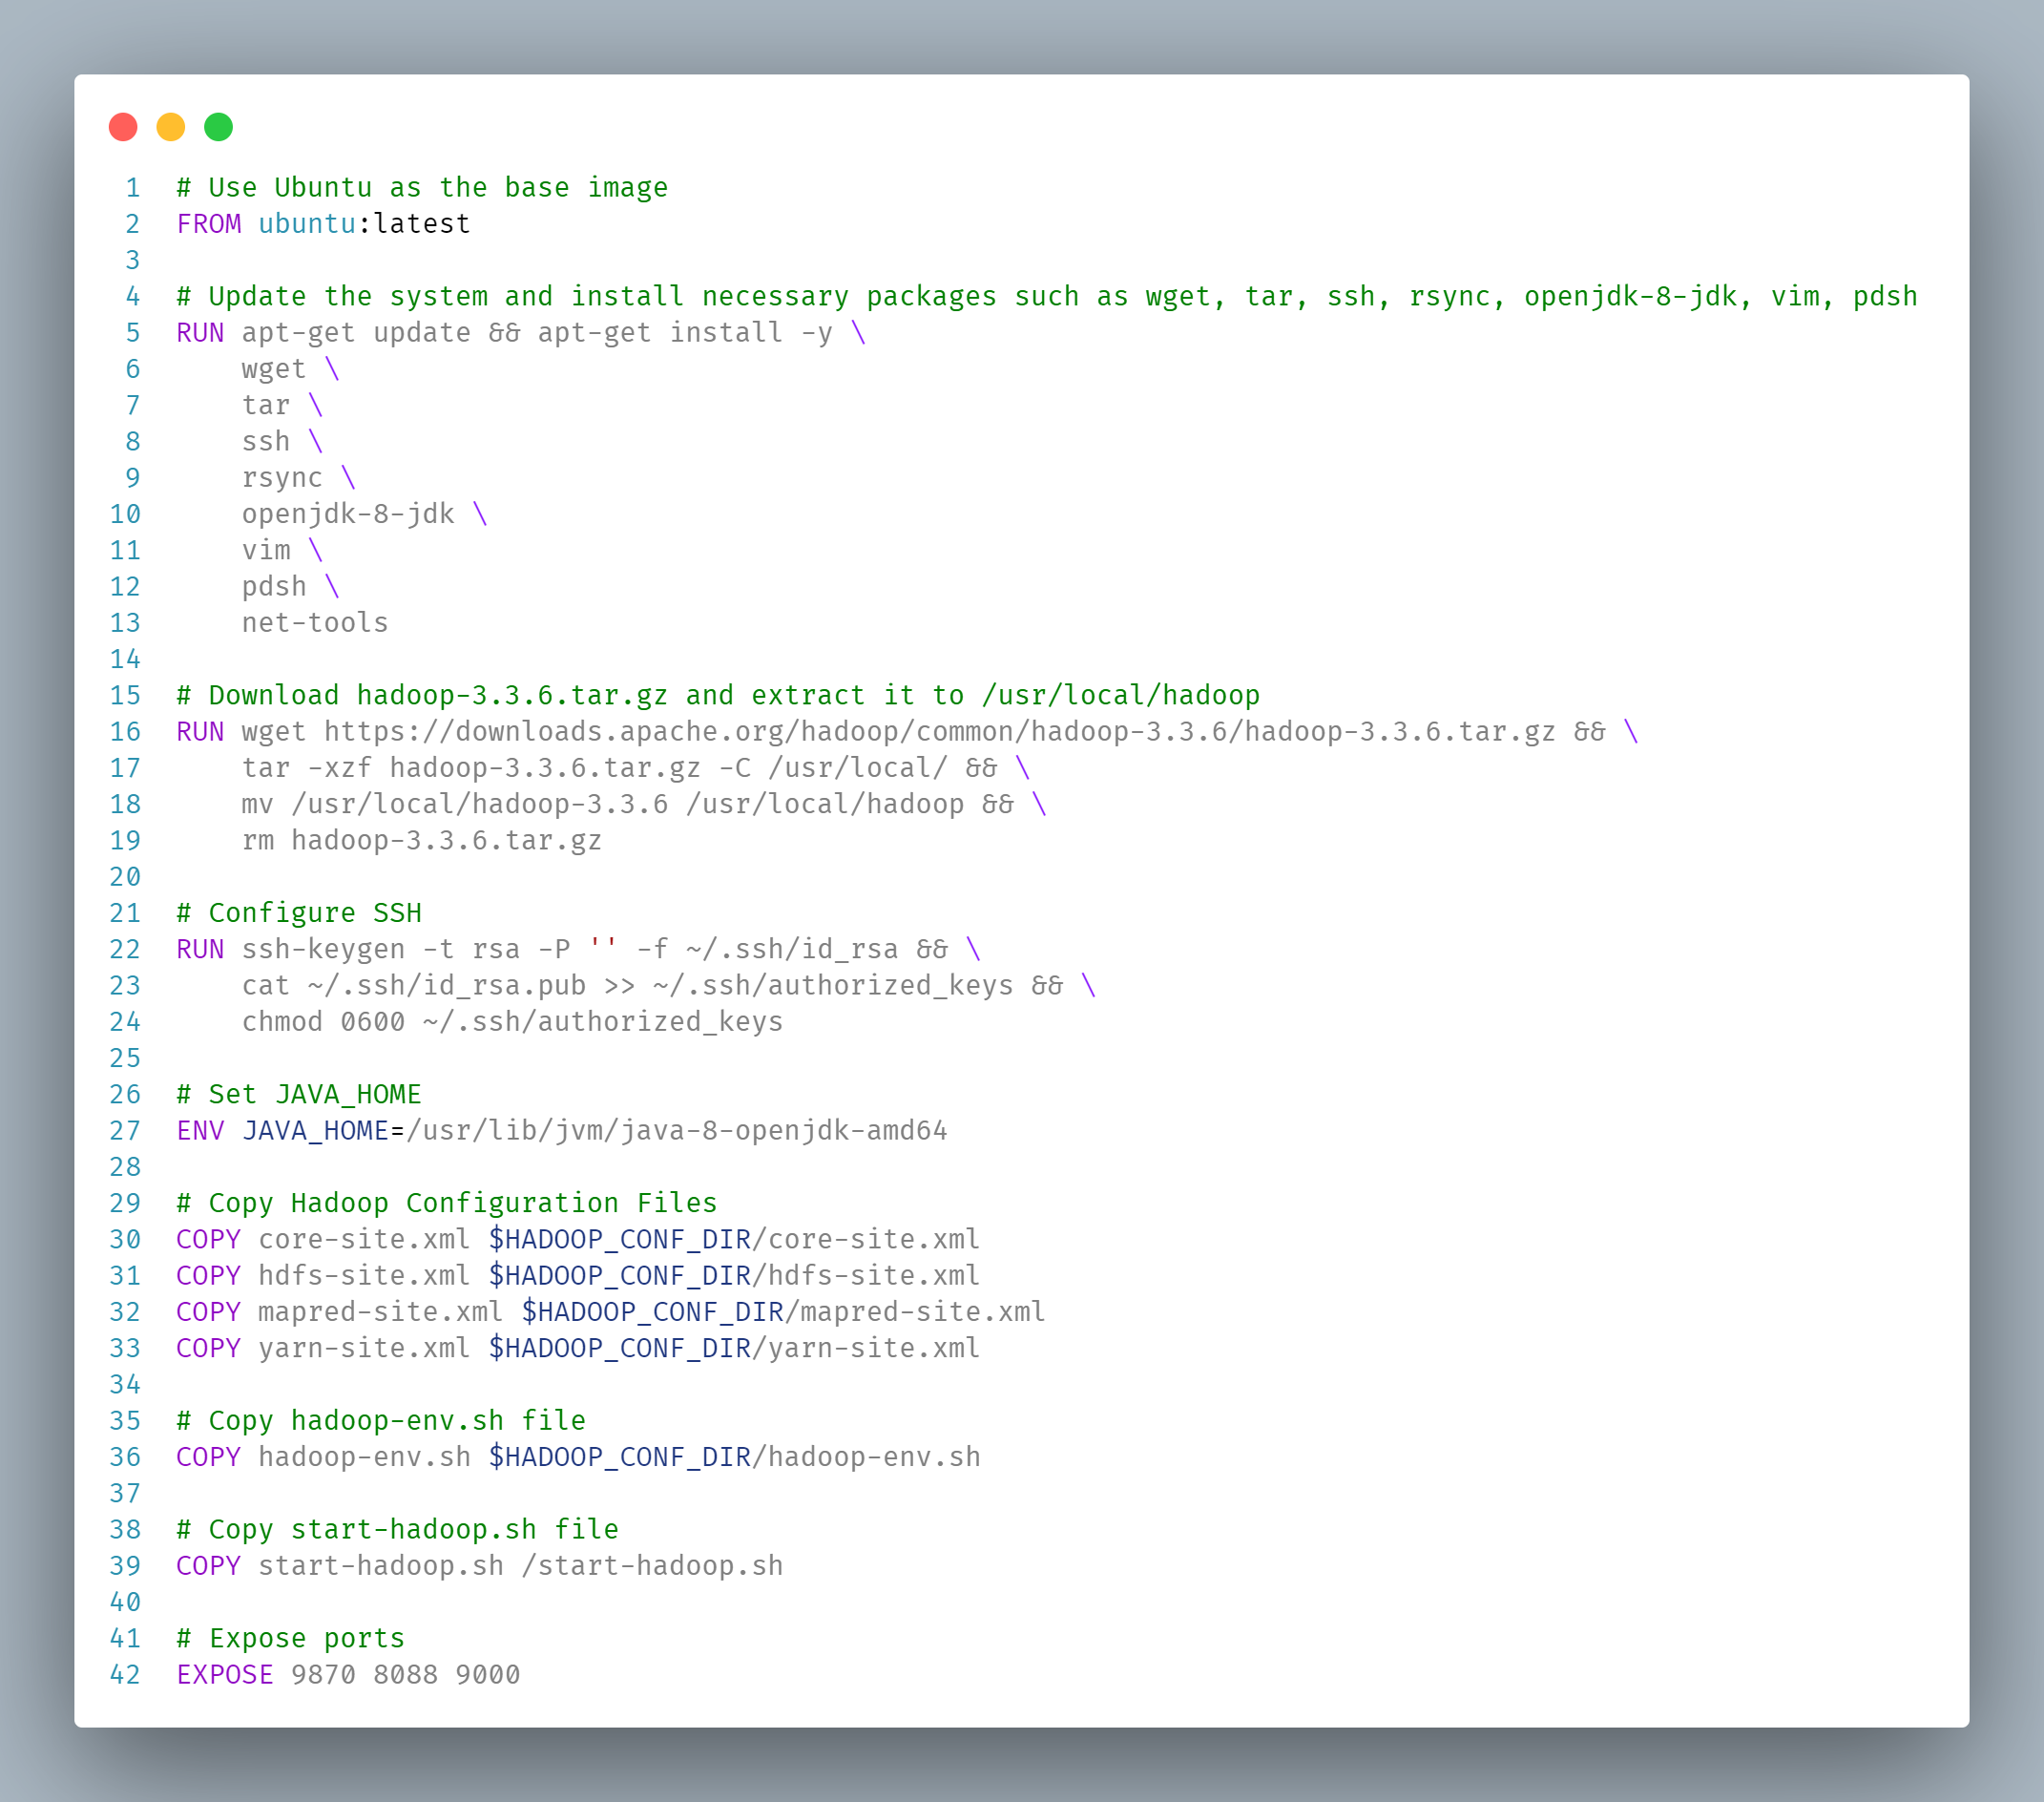 1 # Use Ubuntu as the base image
2 FROM ubuntu:latest
3
4 # Update the system and install necessary packages such as wget, tar, ssh, rsync, openjdk-8-jdk, vim, pdsh
5 RUN apt-get update && apt-get install -y \
6     wget \
7     tar \
8     ssh \
9     rsync \
10     openjdk-8-jdk \
11     vim \
12     pdsh \
13     net-tools
14
15 # Download hadoop-3.3.6.tar.gz and extract it to /usr/local/hadoop
16 RUN wget https://downloads.apache.org/hadoop/common/hadoop-3.3.6/hadoop-3.3.6.tar.gz && \
17     tar -xzf hadoop-3.3.6.tar.gz -C /usr/local/ && \
18     mv /usr/local/hadoop-3.3.6 /usr/local/hadoop && \
19     rm hadoop-3.3.6.tar.gz
20
21 # Configure SSH
22 RUN ssh-keygen -t rsa -P '' -f ~/.ssh/id_rsa && \
23     cat ~/.ssh/id_rsa.pub >> ~/.ssh/authorized_keys && \
24     chmod 0600 ~/.ssh/authorized_keys
25
26 # Set JAVA_HOME
27 ENV JAVA_HOME=/usr/lib/jvm/java-8-openjdk-amd64
28
29 # Copy Hadoop Configuration Files
30 COPY core-site.xml $HADOOP_CONF_DIR/core-site.xml
31 COPY hdfs-site.xml $HADOOP_CONF_DIR/hdfs-site.xml
32 COPY mapred-site.xml $HADOOP_CONF_DIR/mapred-site.xml
33 COPY yarn-site.xml $HADOOP_CONF_DIR/yarn-site.xml
34
35 # Copy hadoop-env.sh file
36 COPY hadoop-env.sh $HADOOP_CONF_DIR/hadoop-env.sh
37
38 # Copy start-hadoop.sh file
39 COPY start-hadoop.sh /start-hadoop.sh
40
41 # Expose ports
42 EXPOSE 9870 8088 9000